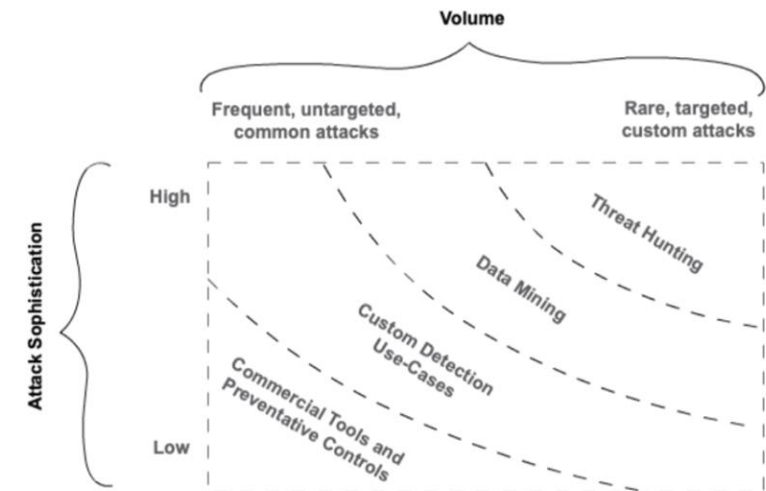 Volume
Frequent, untargeted,
common attacks
Rare, targeted,
custom attacks
High
Threat Hunting
Data Mining
Attack Sophistication
Custom Detection
Use-Cases
Commercial Tools and
Preventative Controls
Low